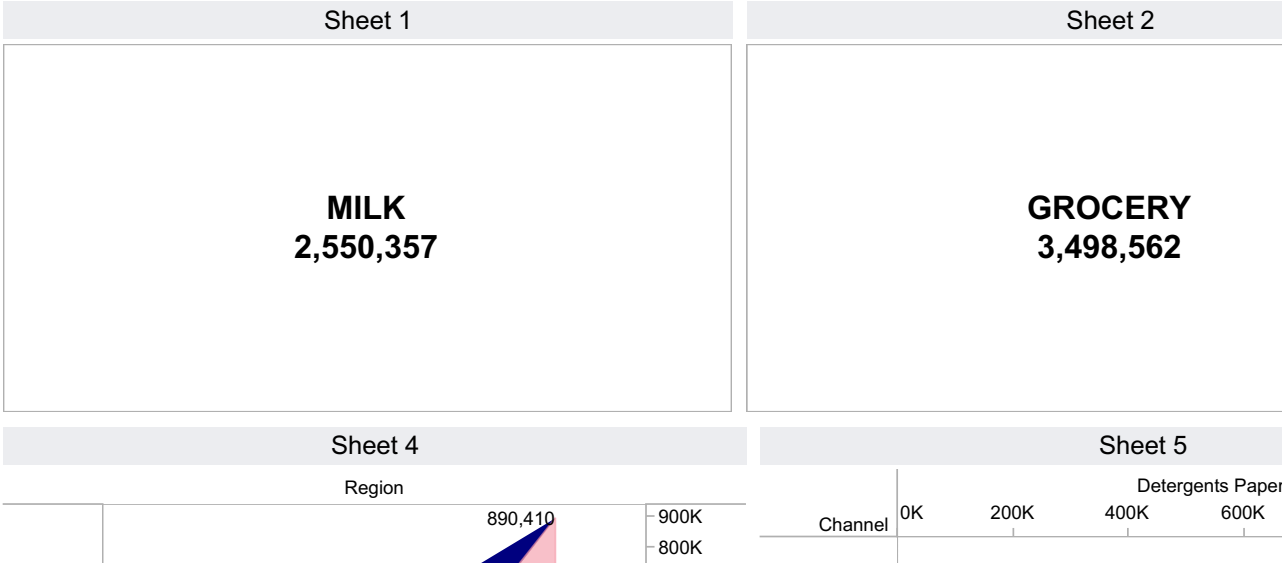 Sheet 1
Sheet 2
MILK
2,550,357
GROCERY
3,498,562
Sheet 4
Sheet 5
Region
890,410
900K
800K
Detergents Paper
Channel
0K
200K
400K
600K